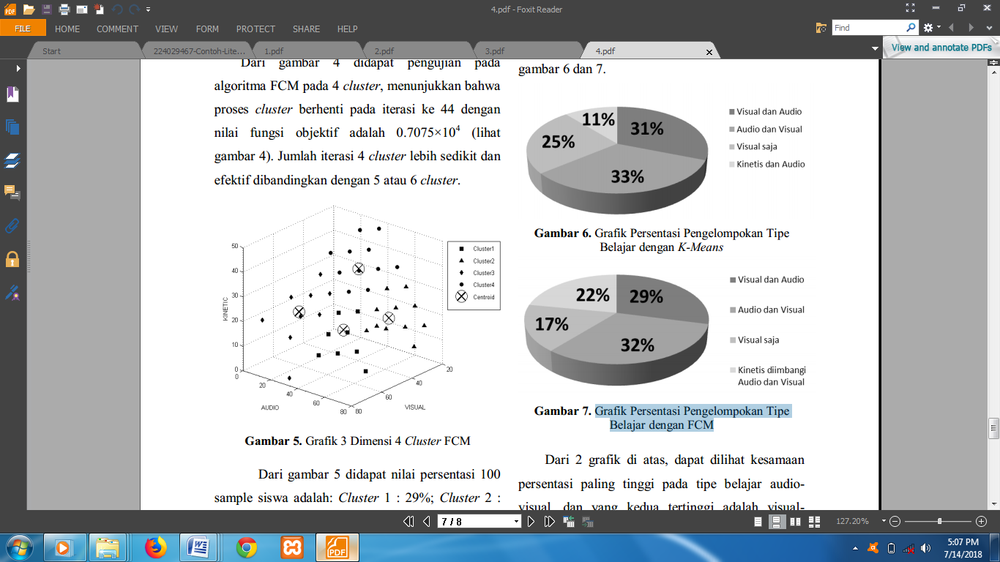 4.pdf - Foxit Reader
FILE HOME COMMENT VIEW FORM PROTECT SHARE HELP
Find
Start 224029467-Contoh-Lite... 1.pdf 2.pdf 3.pdf 4.pdf
View and annotate PDFs
Dari gambar 4 didapat pengujian pada
algoritma FCM pada 4 cluster, menunjukkan bahwa
proses cluster berhenti pada iterasi ke 44 dengan
nilai fungsi objektif adalah 0.7075×10⁴ (lihat
gambar 4). Jumlah iterasi 4 cluster lebih sedikit dan
efektif dibandingkan dengan 5 atau 6 cluster.
50
40
30
20
10
0
KINETIC
0
20
40
60
80
AUDIO
80
60
40
20
VISUAL
Cluster1
Cluster2
Cluster3
Cluster4
Centroid
Gambar 5. Grafik 3 Dimensi 4 Cluster FCM
Dari gambar 5 didapat nilai persentasi 100
sample siswa adalah: Cluster 1 : 29%; Cluster 2 :
gambar 6 dan 7.
11%
31%
25%
33%
Visual dan Audio
Audio dan Visual
Visual saja
Kinetis dan Audio
Gambar 6. Grafik Persentasi Pengelompokan Tipe
Belajar dengan K-Means
22%
29%
17%
32%
Visual dan Audio
Audio dan Visual
Visual saja
Kinetis diimbangi
Audio dan Visual
Gambar 7. Grafik Persentasi Pengelompokan Tipe
Belajar dengan FCM
Dari 2 grafik di atas, dapat dilihat kesamaan
persentasi paling tinggi pada tipe belajar audio-
visual, dan yang kedua tertinggi adalah visual-
7 / 8
127.20%
5:07 PM
7/14/2018